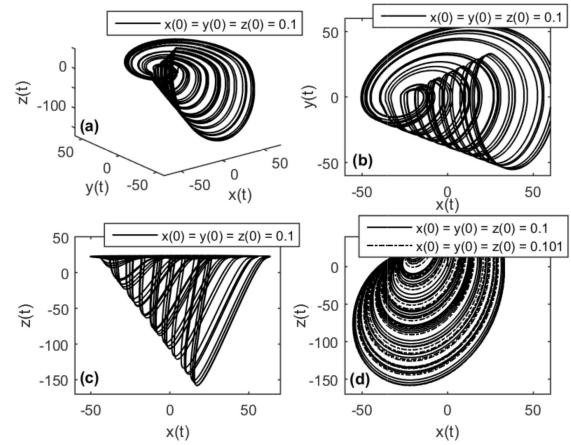 x(0) = y(0) = z(0) = 0.1
0
-100
z(t)
(a)
50
0
-50
y(t)
-50
0
50
x(t)
x(0) = y(0) = z(0) = 0.1
50
0
-50
y(t)
(b)
-50
0
50
x(t)
x(0) = y(0) = z(0) = 0.1
50
0
-50
-100
-150
z(t)
(c)
-50
0
50
x(t)
x(0) = y(0) = z(0) = 0.1
x(0) = y(0) = z(0) = 0.101
50
0
-50
-100
-150
z(t)
(d)
-50
0
50
x(t)